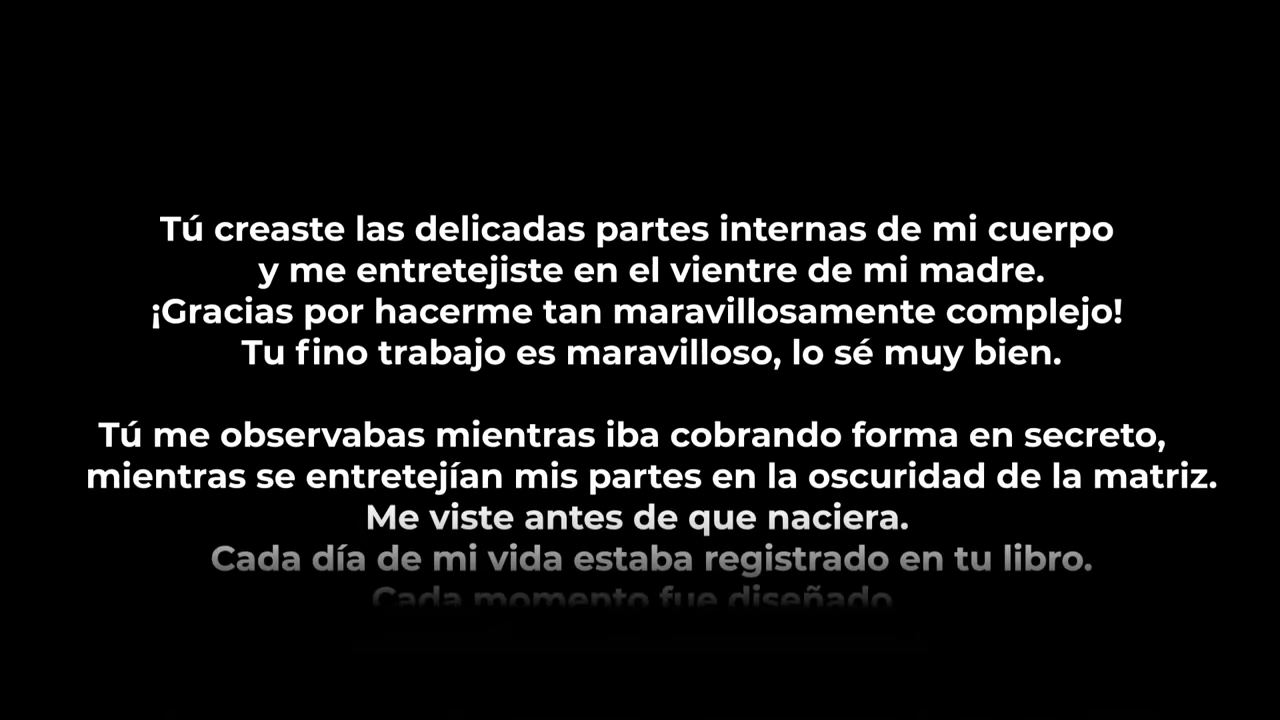 Tú creaste las delicadas partes internas de mi cuerpo
y me entretejiste en el vientre de mi madre.
¡Gracias por hacerme tan maravillosamente complejo!
Tu fino trabajo es maravilloso, lo sé muy bien.
Tú me observabas mientras iba cobrando forma en secreto,
mientras se entretejían mis partes en la oscuridad de la matriz.
Me viste antes de que naciera.
Cada día de mi vida estaba registrado en tu libro.
Cada momento fue diseñado